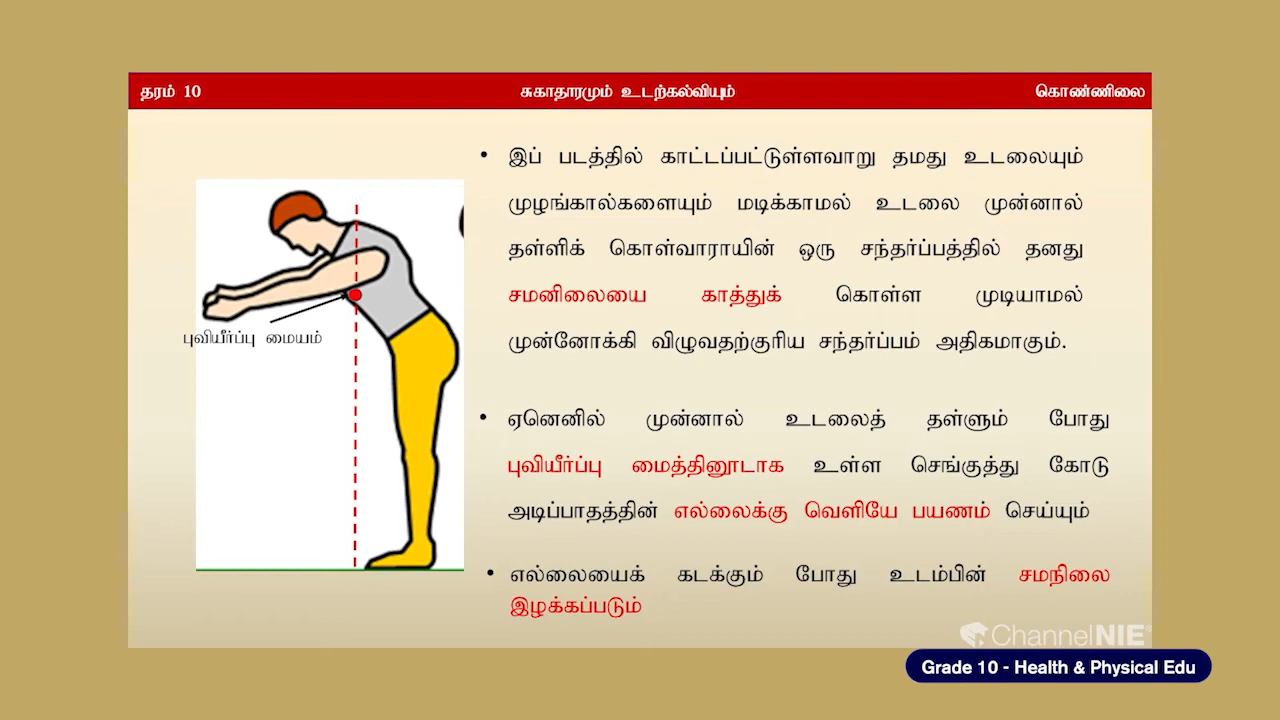 தரம் 10
சுகாதாரமும் உடற்கல்வியும்
கொண்ணிலை
• இப் படத்தில் காட்டப்பட்டுள்ளவாறு தமது உடலையும்
முழங்கால்களையும் மடிக்காமல் உடலை முன்னால்
தள்ளிக் கொள்வாராயின் ஒரு சந்தர்ப்பத்தில் தனது
சமனிலையை காத்துக் கொள்ள முடியாமல்
முன்னோக்கி விழுவதற்குரிய சந்தர்ப்பம் அதிகமாகும்.
புவியீர்ப்பு மையம்
• ஏனெனில் முன்னால் உடலைத் தள்ளும் போது
புவியீர்ப்பு மைத்தினூடாக உள்ள செங்குத்து கோடு
அடிப்பாதத்தின் எல்லைக்கு வெளியே பயணம் செய்யும்
• எல்லையைக் கடக்கும் போது உடம்பின் சமநிலை
இழக்கப்படும்
ChannelNIE
Grade 10 - Health & Physical Edu